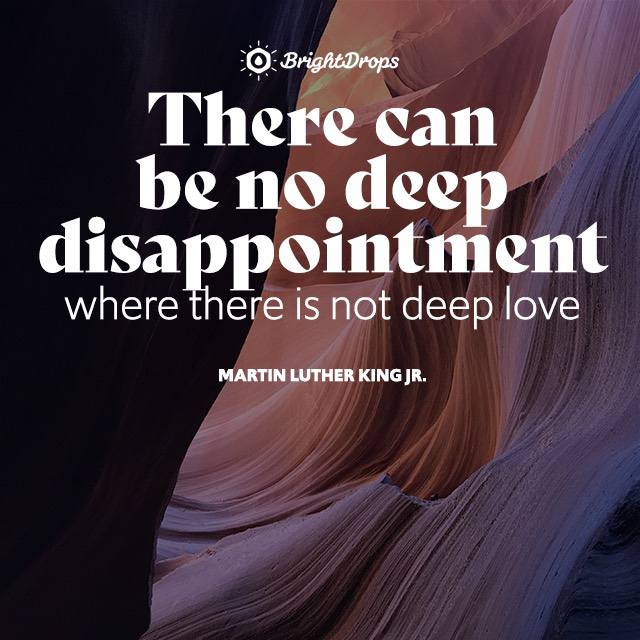 BrightDrops
There can
be no deep
disappointment
where there is not deep love
MARTIN LUTHER KING JR.